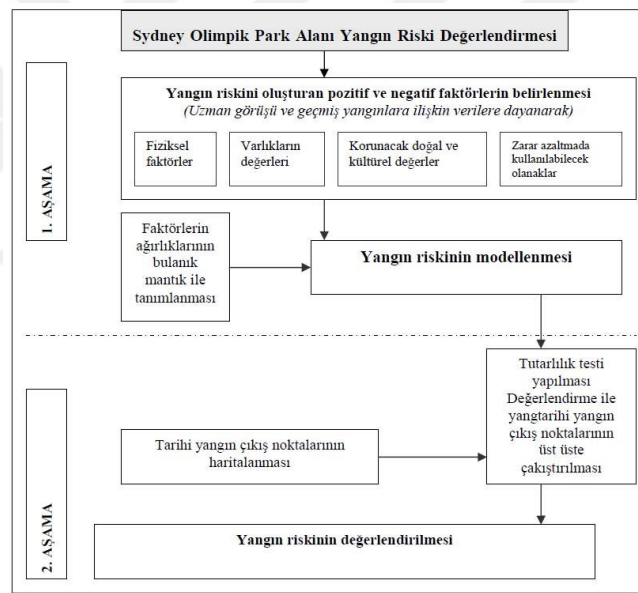 Sydney Olimpik Park Alanı Yangın Riski Değerlendirmesi
1. AŞAMA
Yangın riskini oluşturan pozitif ve negatif faktörlerin belirlenmesi
(Uzman görüşü ve geçmiş yangınlara ilişkin verilere dayanarak)
Fiziksel
faktörler
Varlıkların
değerleri
Korunacak doğal ve
kültürel değerler
Zarar azaltmada
kullanılabilecek
olanaklar
Faktörlerin
ağırlıklarının
bulanık
mantık ile
tanımlanması
Yangın riskinin modellenmesi
2. AŞAMA
Tutarlılık testi
yapılması
Değerlendirme ile
yangtarihi yangın
çıkış noktalarının
üst üste
çakıştırılması
Tarihi yangın çıkış noktalarının
haritalanması
Yangın riskinin değerlendirilmesi